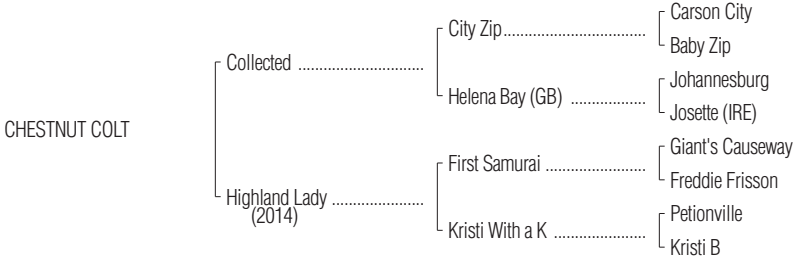 Carson City
City Zip................................
Baby Zip
Collected ............................
Johannesburg
Helena Bay (GB) ..................
Josette (IRE)
CHESTNUT COLT
Giant's Causeway
First Samurai ........................
Freddie Frisson
Highland Lady ....................
(2014)
Petionville
Kristi With a K ......................
Kristi B